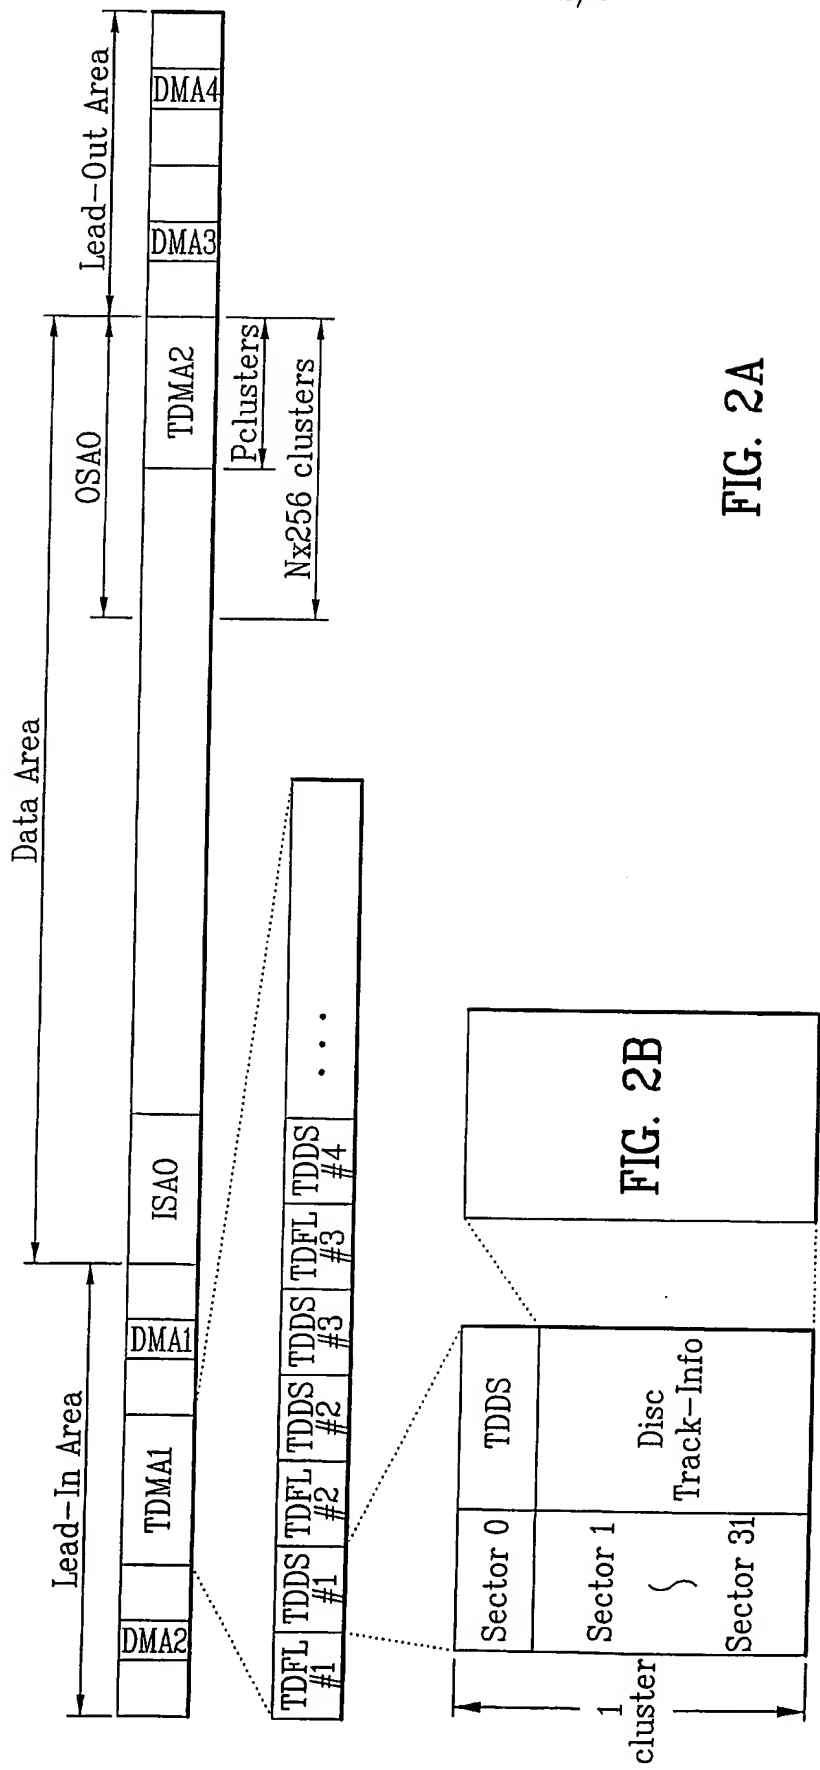 Data Area
Lead-In Area
OSA0
Lead-Out Area
DMA2
TDMA1
DMA1
ISA0
TDMA2
DMA3
DMA4
Pclusters
Nx256 clusters
TDFL
#1
TDDS
#1
TDFL
#2
TDDS
#2
TDDS
#3
TDFL
#3
TDDS
#4
...
1
cluster
Sector 0
TDDS
Sector 1
Sector 31
Disc
Track-Info
FIG. 2B
FIG. 2A